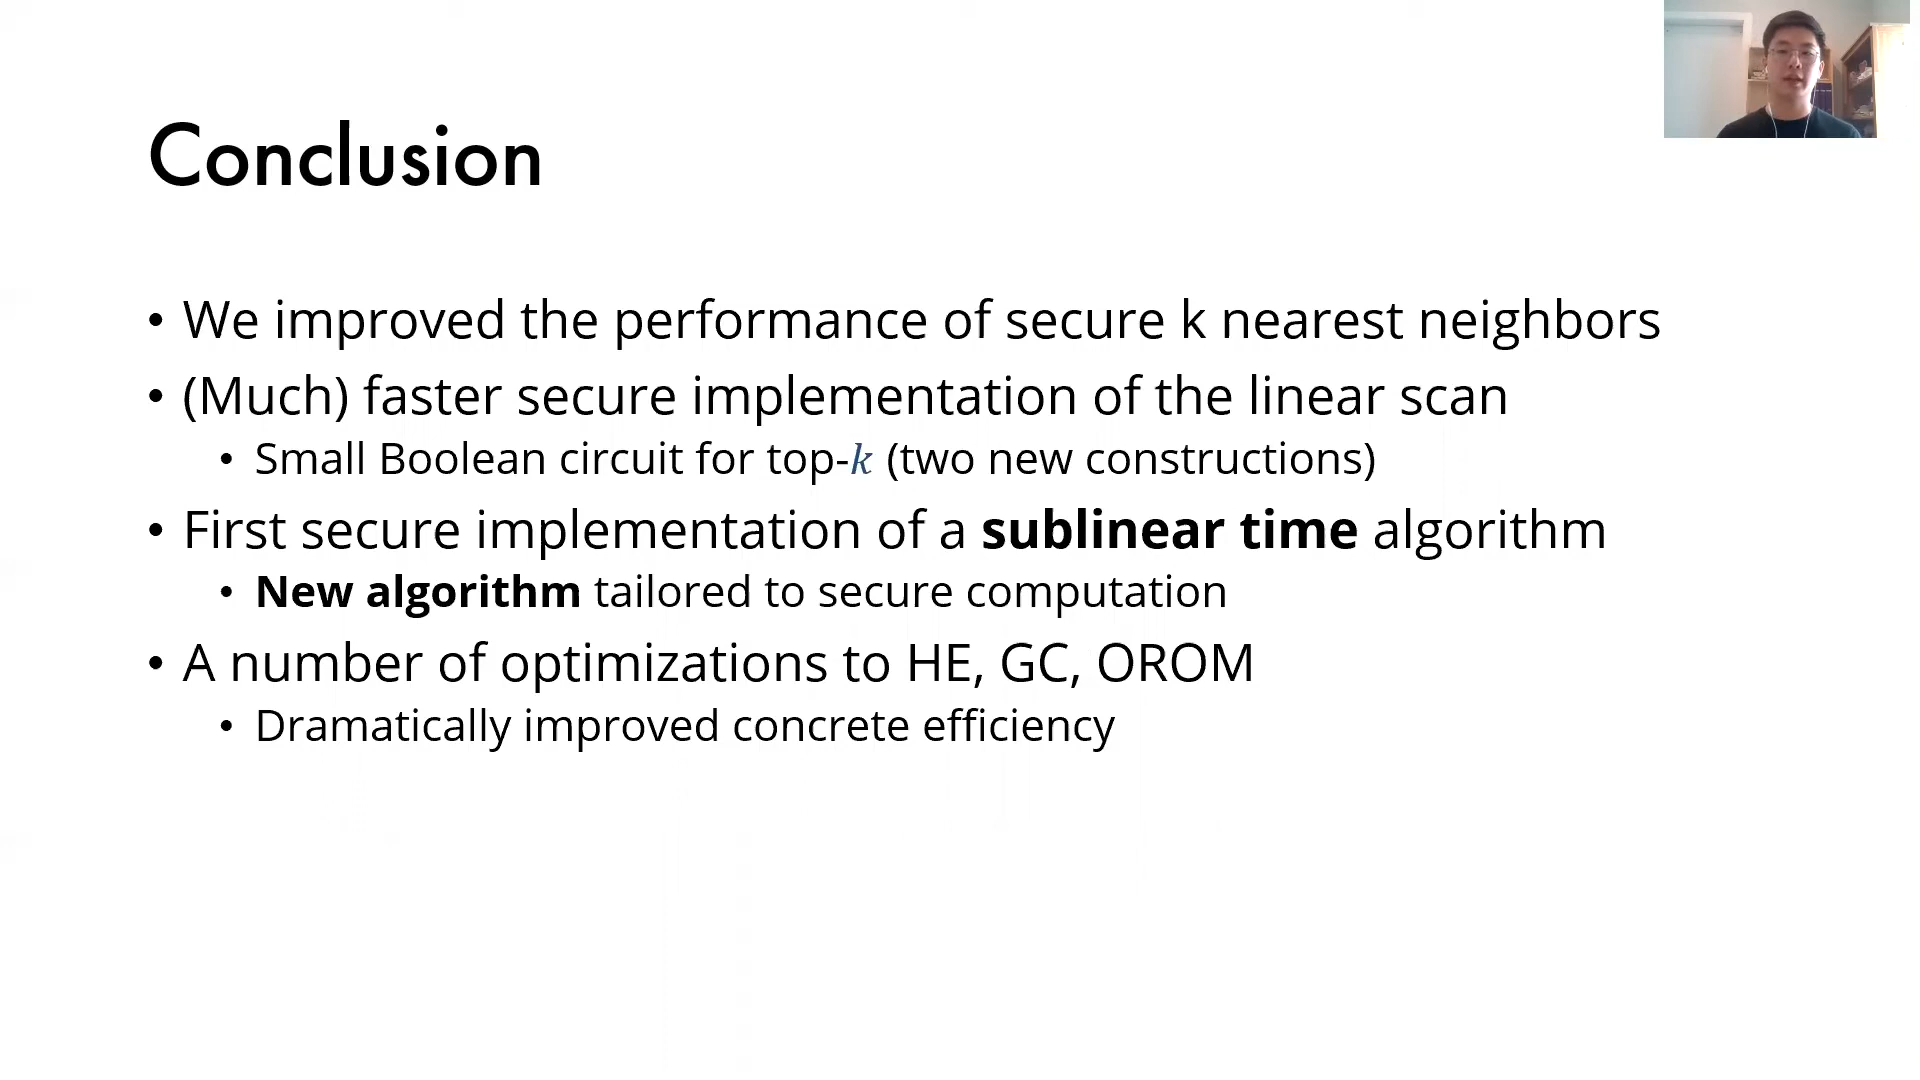 Conclusion
• We improved the performance of secure k nearest neighbors
• (Much) faster secure implementation of the linear scan
• Small Boolean circuit for top-k (two new constructions)
• First secure implementation of a sublinear time algorithm
• New algorithm tailored to secure computation
• A number of optimizations to HE, GC, OROM
• Dramatically improved concrete efficiency